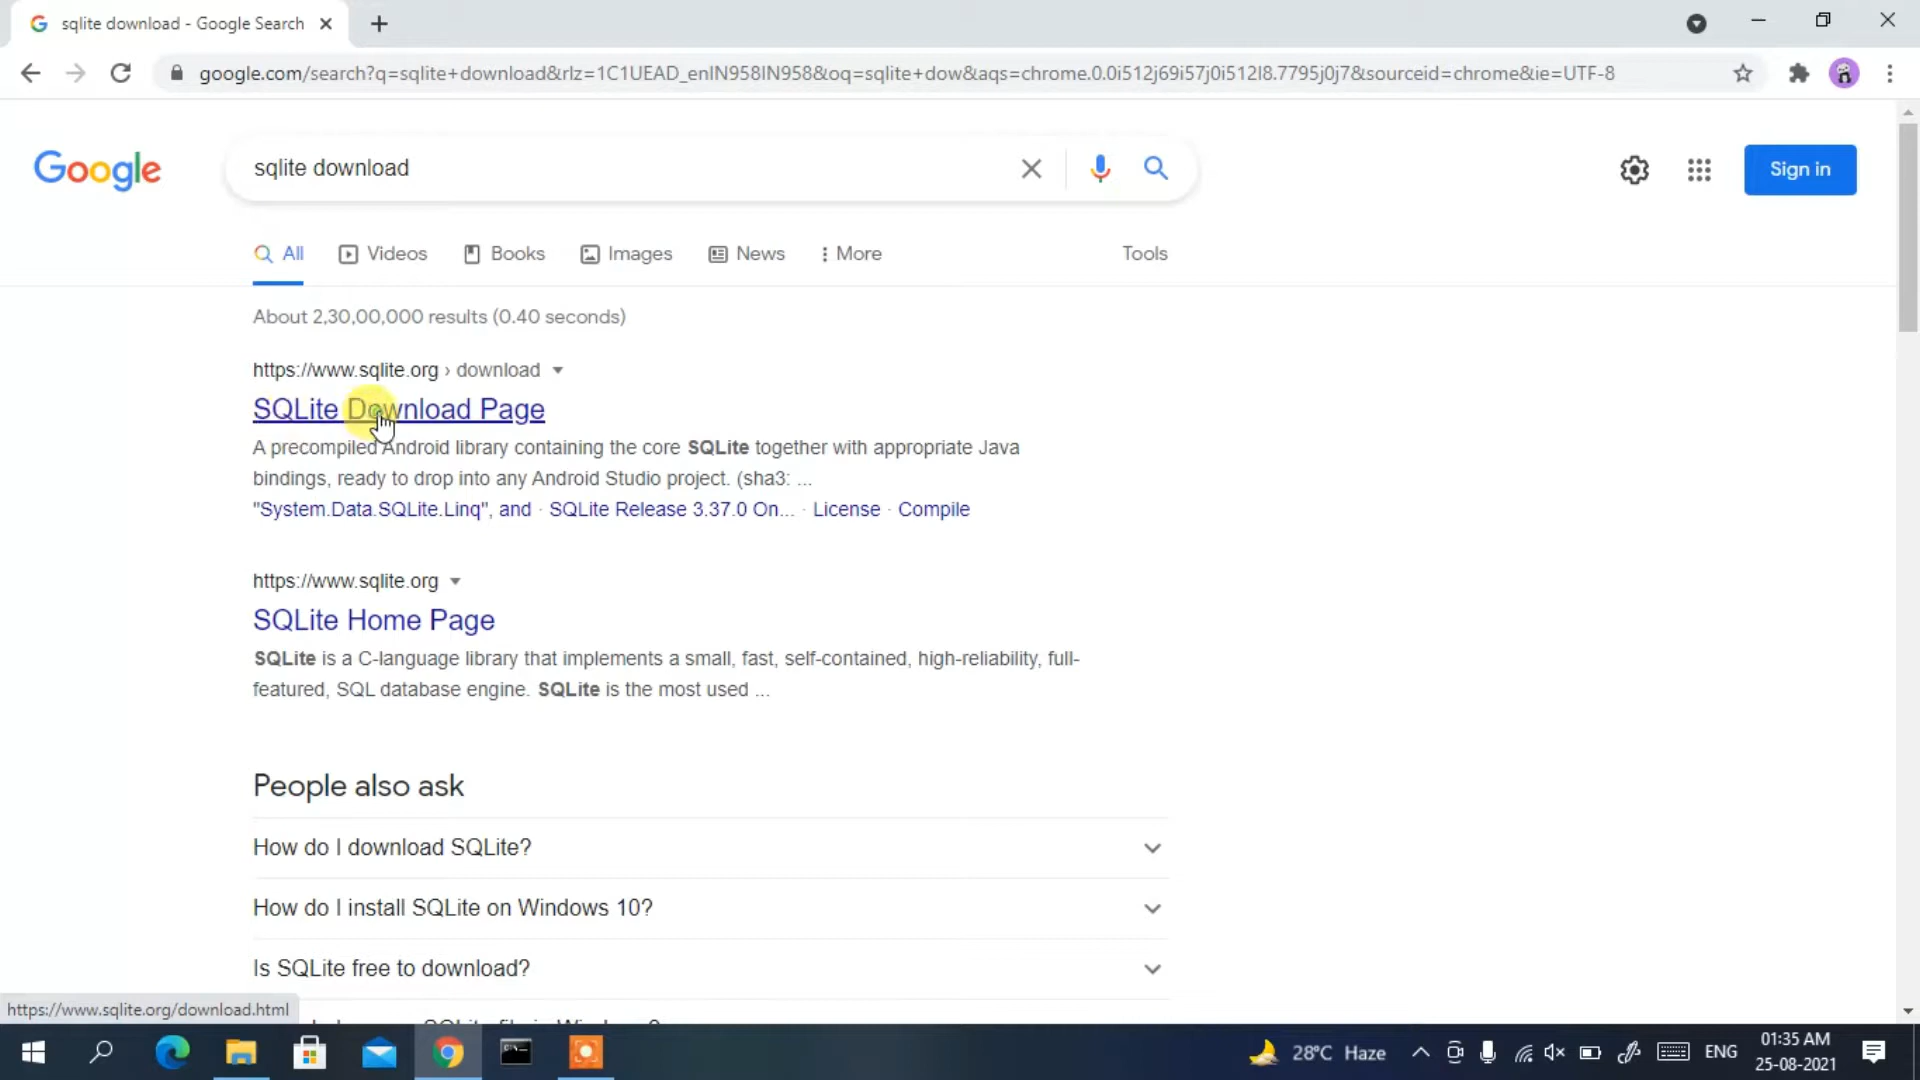 sqlite download - Google Search
google.com/search?q=sqlite+download&rlz=1C1UEAD_enIN958IN958&oq=sqlite+dow&aqs=chrome.0.0i512j69i57j0i512l8.7795j0j7&sourceid=chrome&ie=UTF-8
Google
sqlite download
Sign in
All Videos Books Images News More Tools
About 2,30,00,000 results (0.40 seconds)
https://www.sqlite.org › download
SQLite Download Page
A precompiled Android library containing the core SQLite together with appropriate Java
bindings, ready to drop into any Android Studio project. (sha3: ...
"System.Data.SQLite.Linq", and · SQLite Release 3.37.0 On... · License · Compile
https://www.sqlite.org
SQLite Home Page
SQLite is a C-language library that implements a small, fast, self-contained, high-reliability, full-
featured, SQL database engine. SQLite is the most used ...
People also ask
How do I download SQLite?
How do I install SQLite on Windows 10?
Is SQLite free to download?
https://www.sqlite.org/download.html
28°C Haze
ENG
01:35 AM
25-08-2021